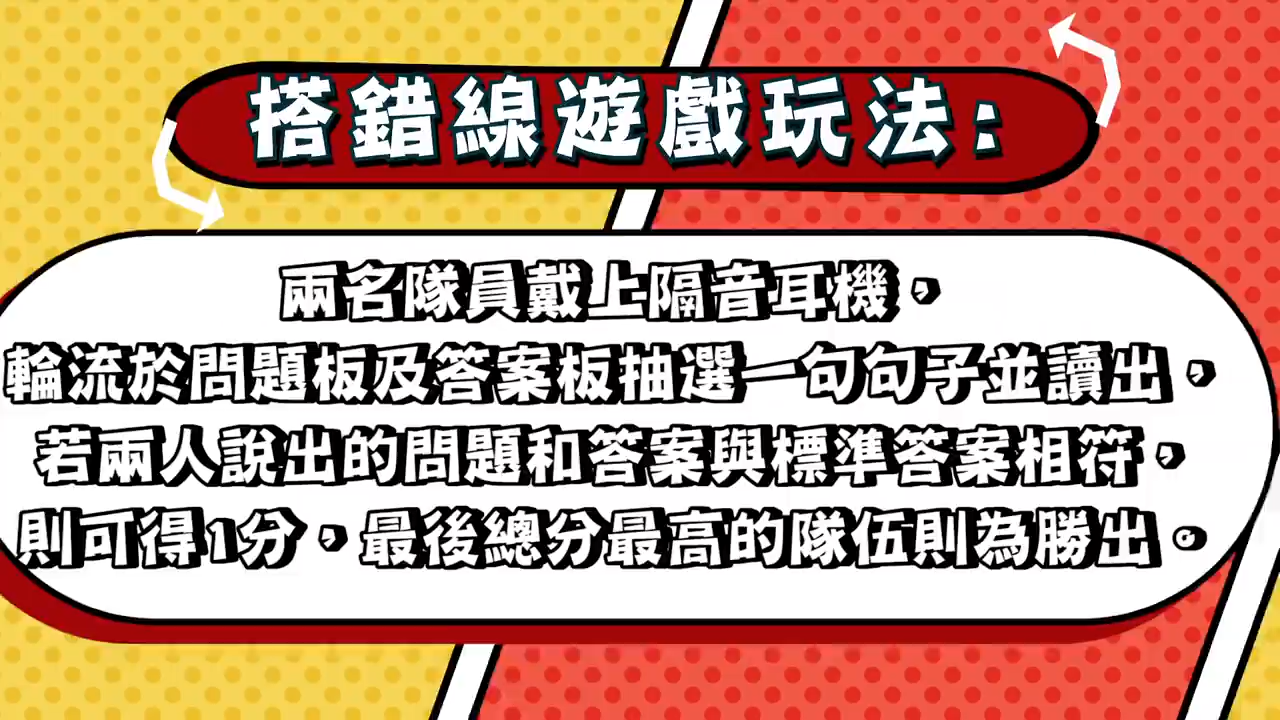 搭錯線遊戲玩法:
兩名隊員戴上隔音耳機，
輪流於問題板及答案板抽選一句句子並讀出，
若兩人說出的問題和答案與標準答案相符，
則可得1分，最後總分最高的隊伍則為勝出。